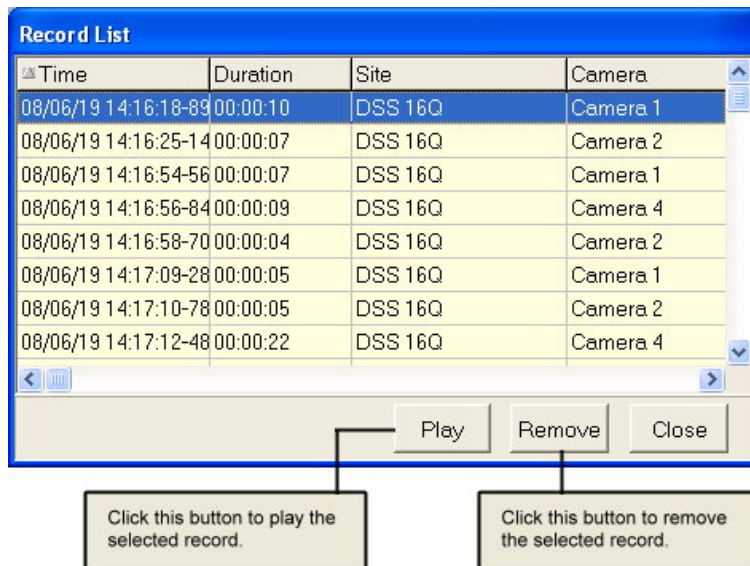 Record List
Time Duration Site Camera
08/06/19 14:16:18-89 00:00:10 DSS 16Q Camera 1
08/06/19 14:16:25-14 00:00:07 DSS 16Q Camera 2
08/06/19 14:16:54-56 00:00:07 DSS 16Q Camera 1
08/06/19 14:16:56-84 00:00:09 DSS 16Q Camera 4
08/06/19 14:16:58-70 00:00:04 DSS 16Q Camera 2
08/06/19 14:17:09-28 00:00:05 DSS 16Q Camera 1
08/06/19 14:17:10-78 00:00:05 DSS 16Q Camera 2
08/06/19 14:17:12-48 00:00:22 DSS 16Q Camera 4
Play Remove Close
Click this button to play the
selected record.
Click this button to remove
the selected record.